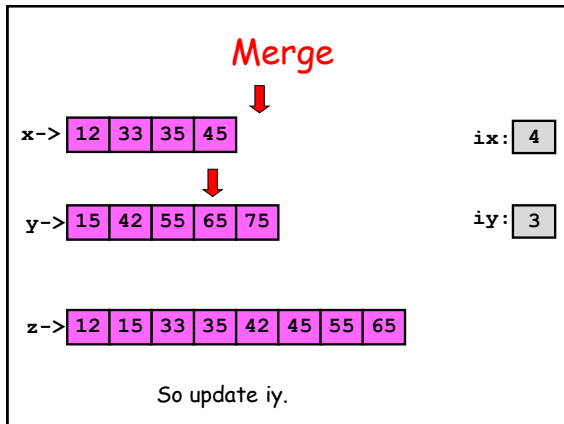 Merge
x-> 12 33 35 45 ix: 4
y-> 15 42 55 65 75 iy: 3
z-> 12 15 33 35 42 45 55 65
So update iy.